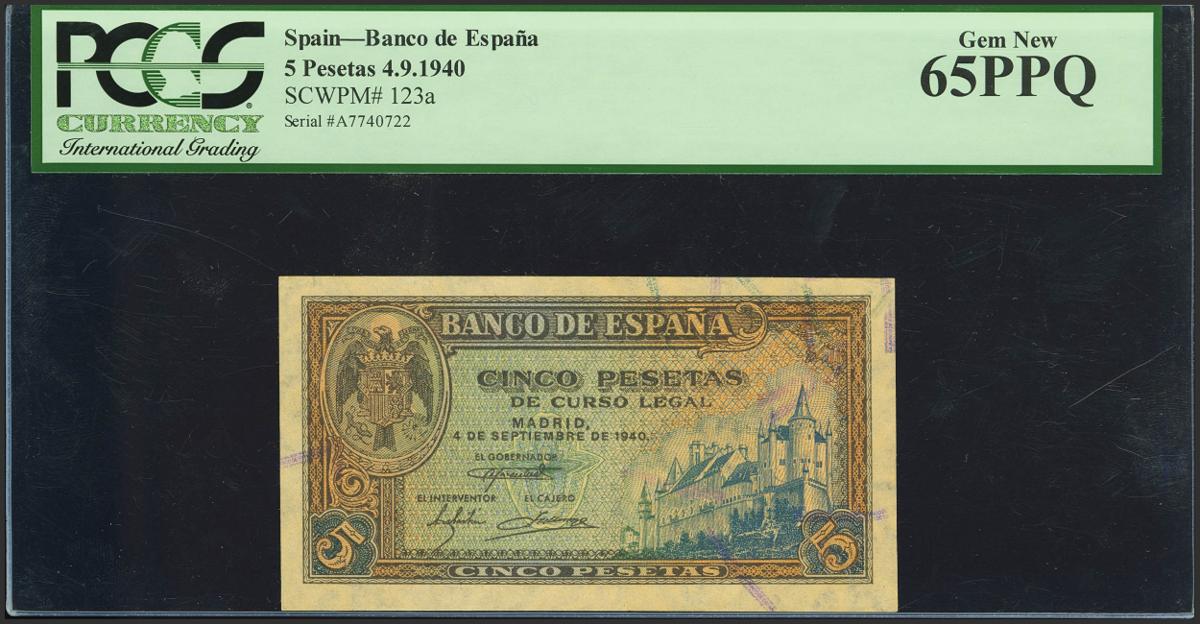 PCGS
CURRENCY
International Grading
Spain—Banco de España
5 Pesetas 4.9.1940
SCWPM# 123a
Serial #A7740722
Gem New
65PPQ
BANCO DE ESPAÑA
CINCO PESETAS
DE CURSO LEGAL
MADRID,
4 DE SEPTIEMBRE DE 1940.
EL GOBERNADOR
EL INTERVENTOR EL CAJERO
5 5
CINCO PESETAS